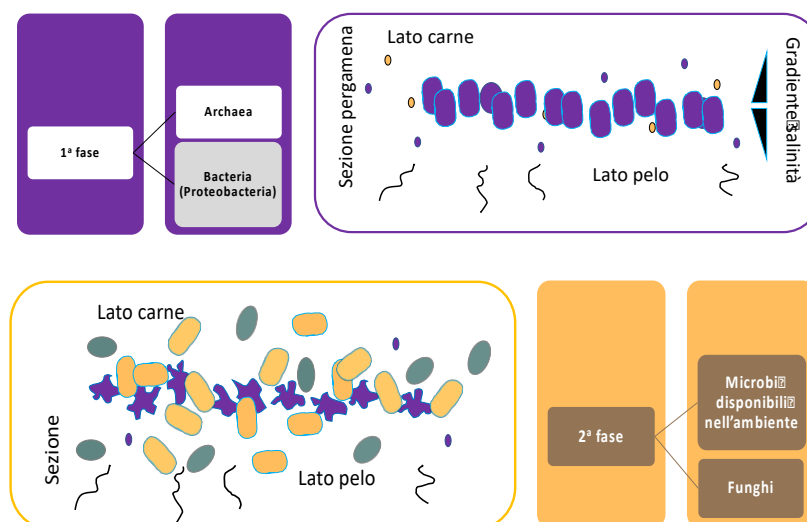 1ª fase
Archaea
Bacteria
(Proteobacteria)
Sezione pergamena
Lato carne
Lato pelo
Gradiente salinità
Sezione
Lato carne
Lato pelo
2ª fase
Microbi
disponibili
nell'ambiente
Funghi